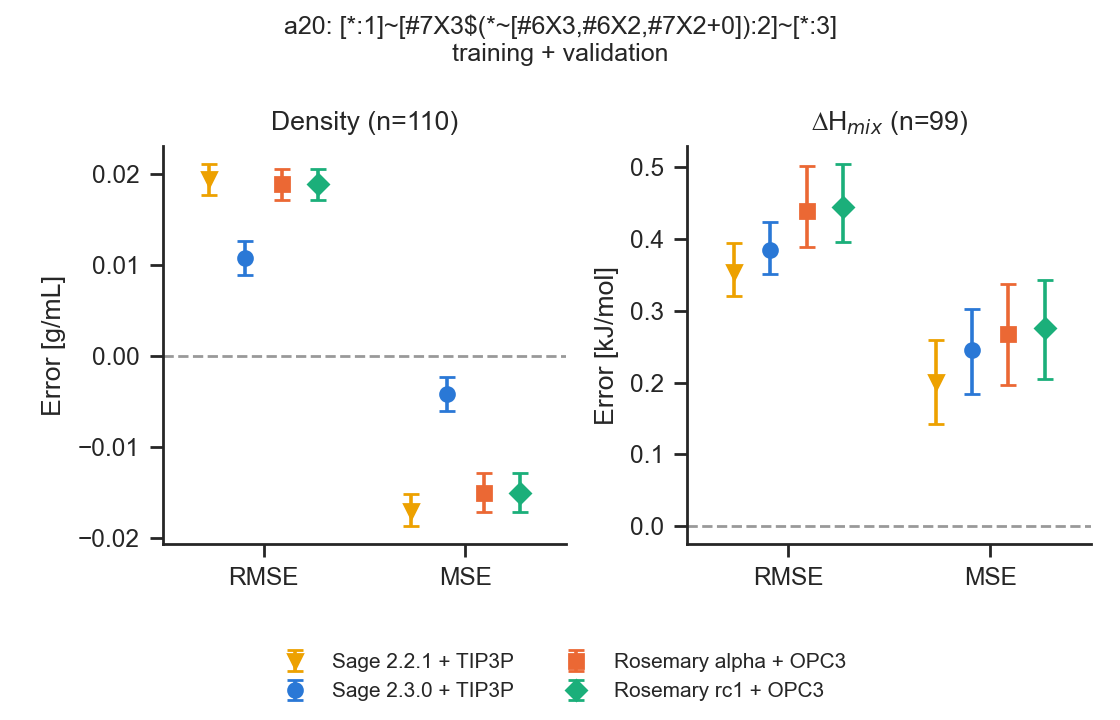 a20: [*:1]~[#7X3$(*~[#6X3,#6X2,#7X2+0]):2]~[*:3]
training + validation
Density (n=110)
0.02
0.01
0.00
−0.01
−0.02
Error [g/mL]
RMSE
MSE
ΔHmix (n=99)
0.5
0.4
0.3
0.2
0.1
0.0
Error [kJ/mol]
RMSE
MSE
Sage 2.2.1 + TIP3P
Sage 2.3.0 + TIP3P
Rosemary alpha + OPC3
Rosemary rc1 + OPC3